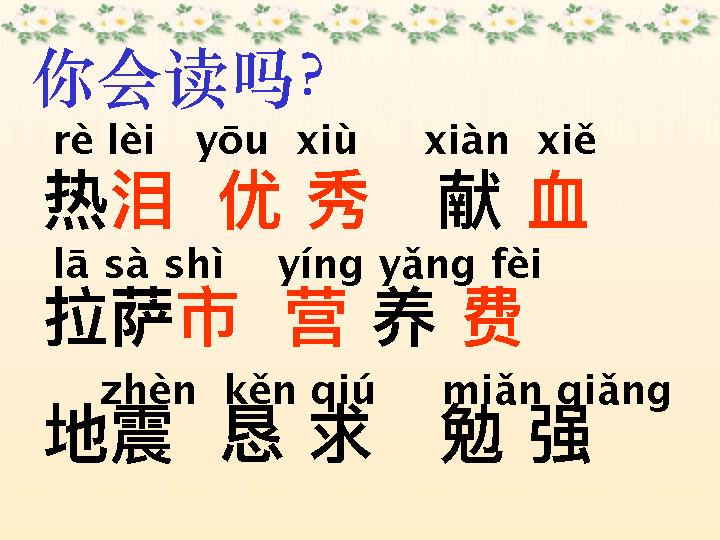 你会读吗?
rè lèi yōu xiù xiàn xiě
热泪 优 秀 献 血
lā sà shì yíng yǎng fèi
拉萨市 营 养 费
zhèn kěn qiú miǎn qiǎng
地震 恳 求 勉 强